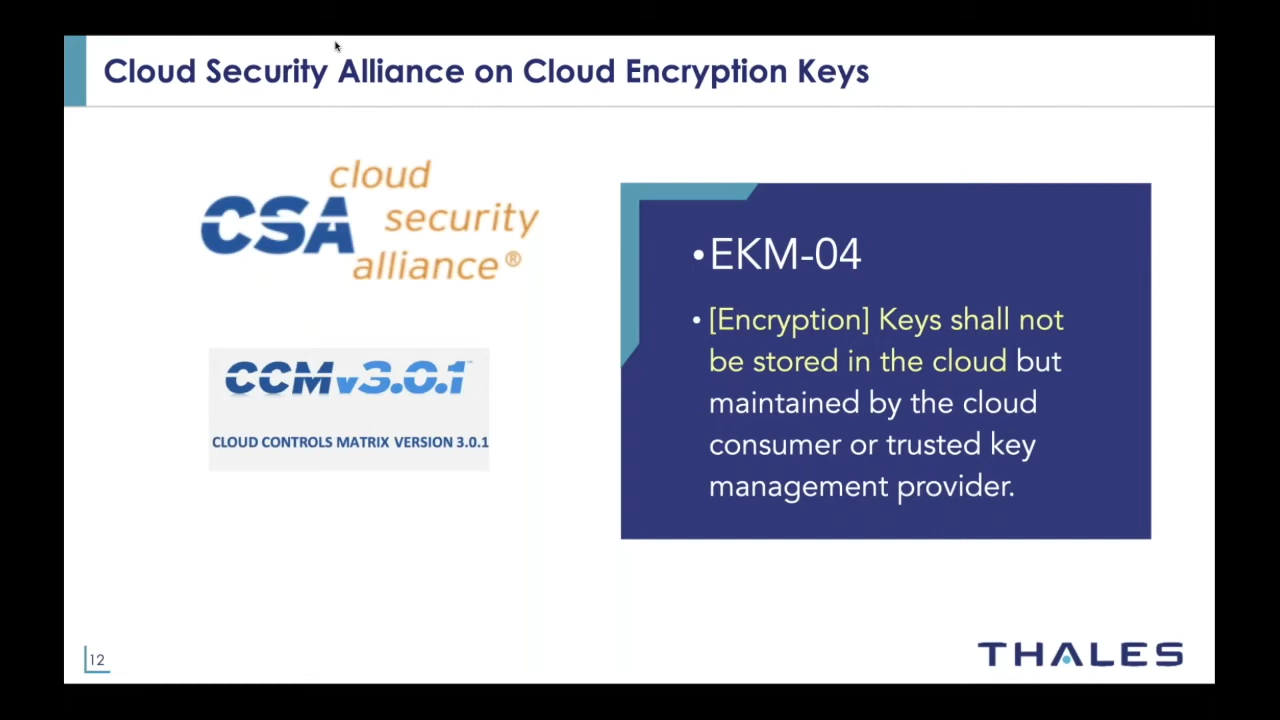 Cloud Security Alliance on Cloud Encryption Keys
cloud
CSA security
alliance®
CCMv3.0.1™
CLOUD CONTROLS MATRIX VERSION 3.0.1
•EKM-04
• [Encryption] Keys shall not
be stored in the cloud but
maintained by the cloud
consumer or trusted key
management provider.
12
THALES